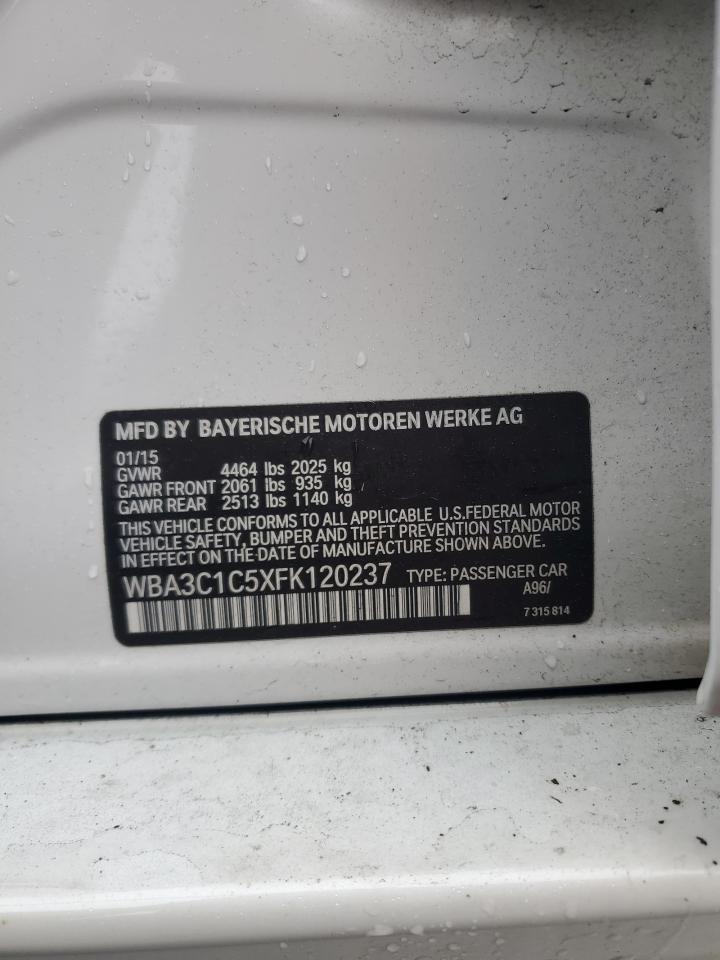 MFD BY BAYERISCHE MOTOREN WERKE AG
01/15
GVWR 4464 lbs 2025 kg
GAWR FRONT 2061 lbs 935 kg
GAWR REAR 2513 lbs 1140 kg
THIS VEHICLE CONFORMS TO ALL APPLICABLE U.S.FEDERAL MOTOR
VEHICLE SAFETY, BUMPER AND THEFT PREVENTION STANDARDS
IN EFFECT ON THE DATE OF MANUFACTURE SHOWN ABOVE.
WBA3C1C5XFK120237 TYPE: PASSENGER CAR
A96/
7 315 814